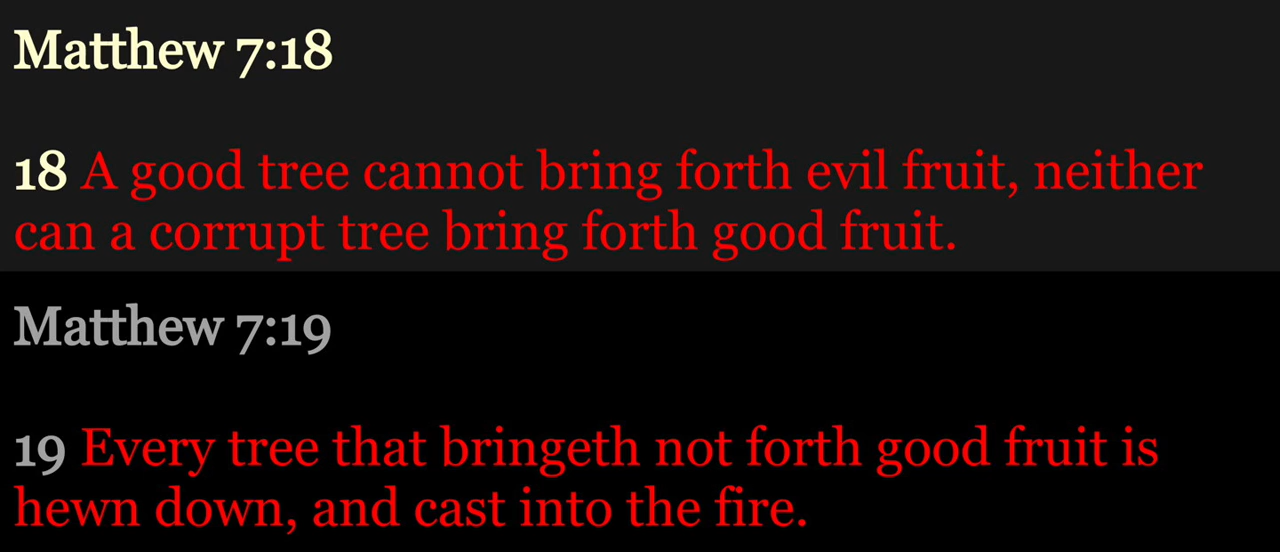 Matthew 7:18
18 A good tree cannot bring forth evil fruit, neither
can a corrupt tree bring forth good fruit.
Matthew 7:19
19 Every tree that bringeth not forth good fruit is
hewn down, and cast into the fire.